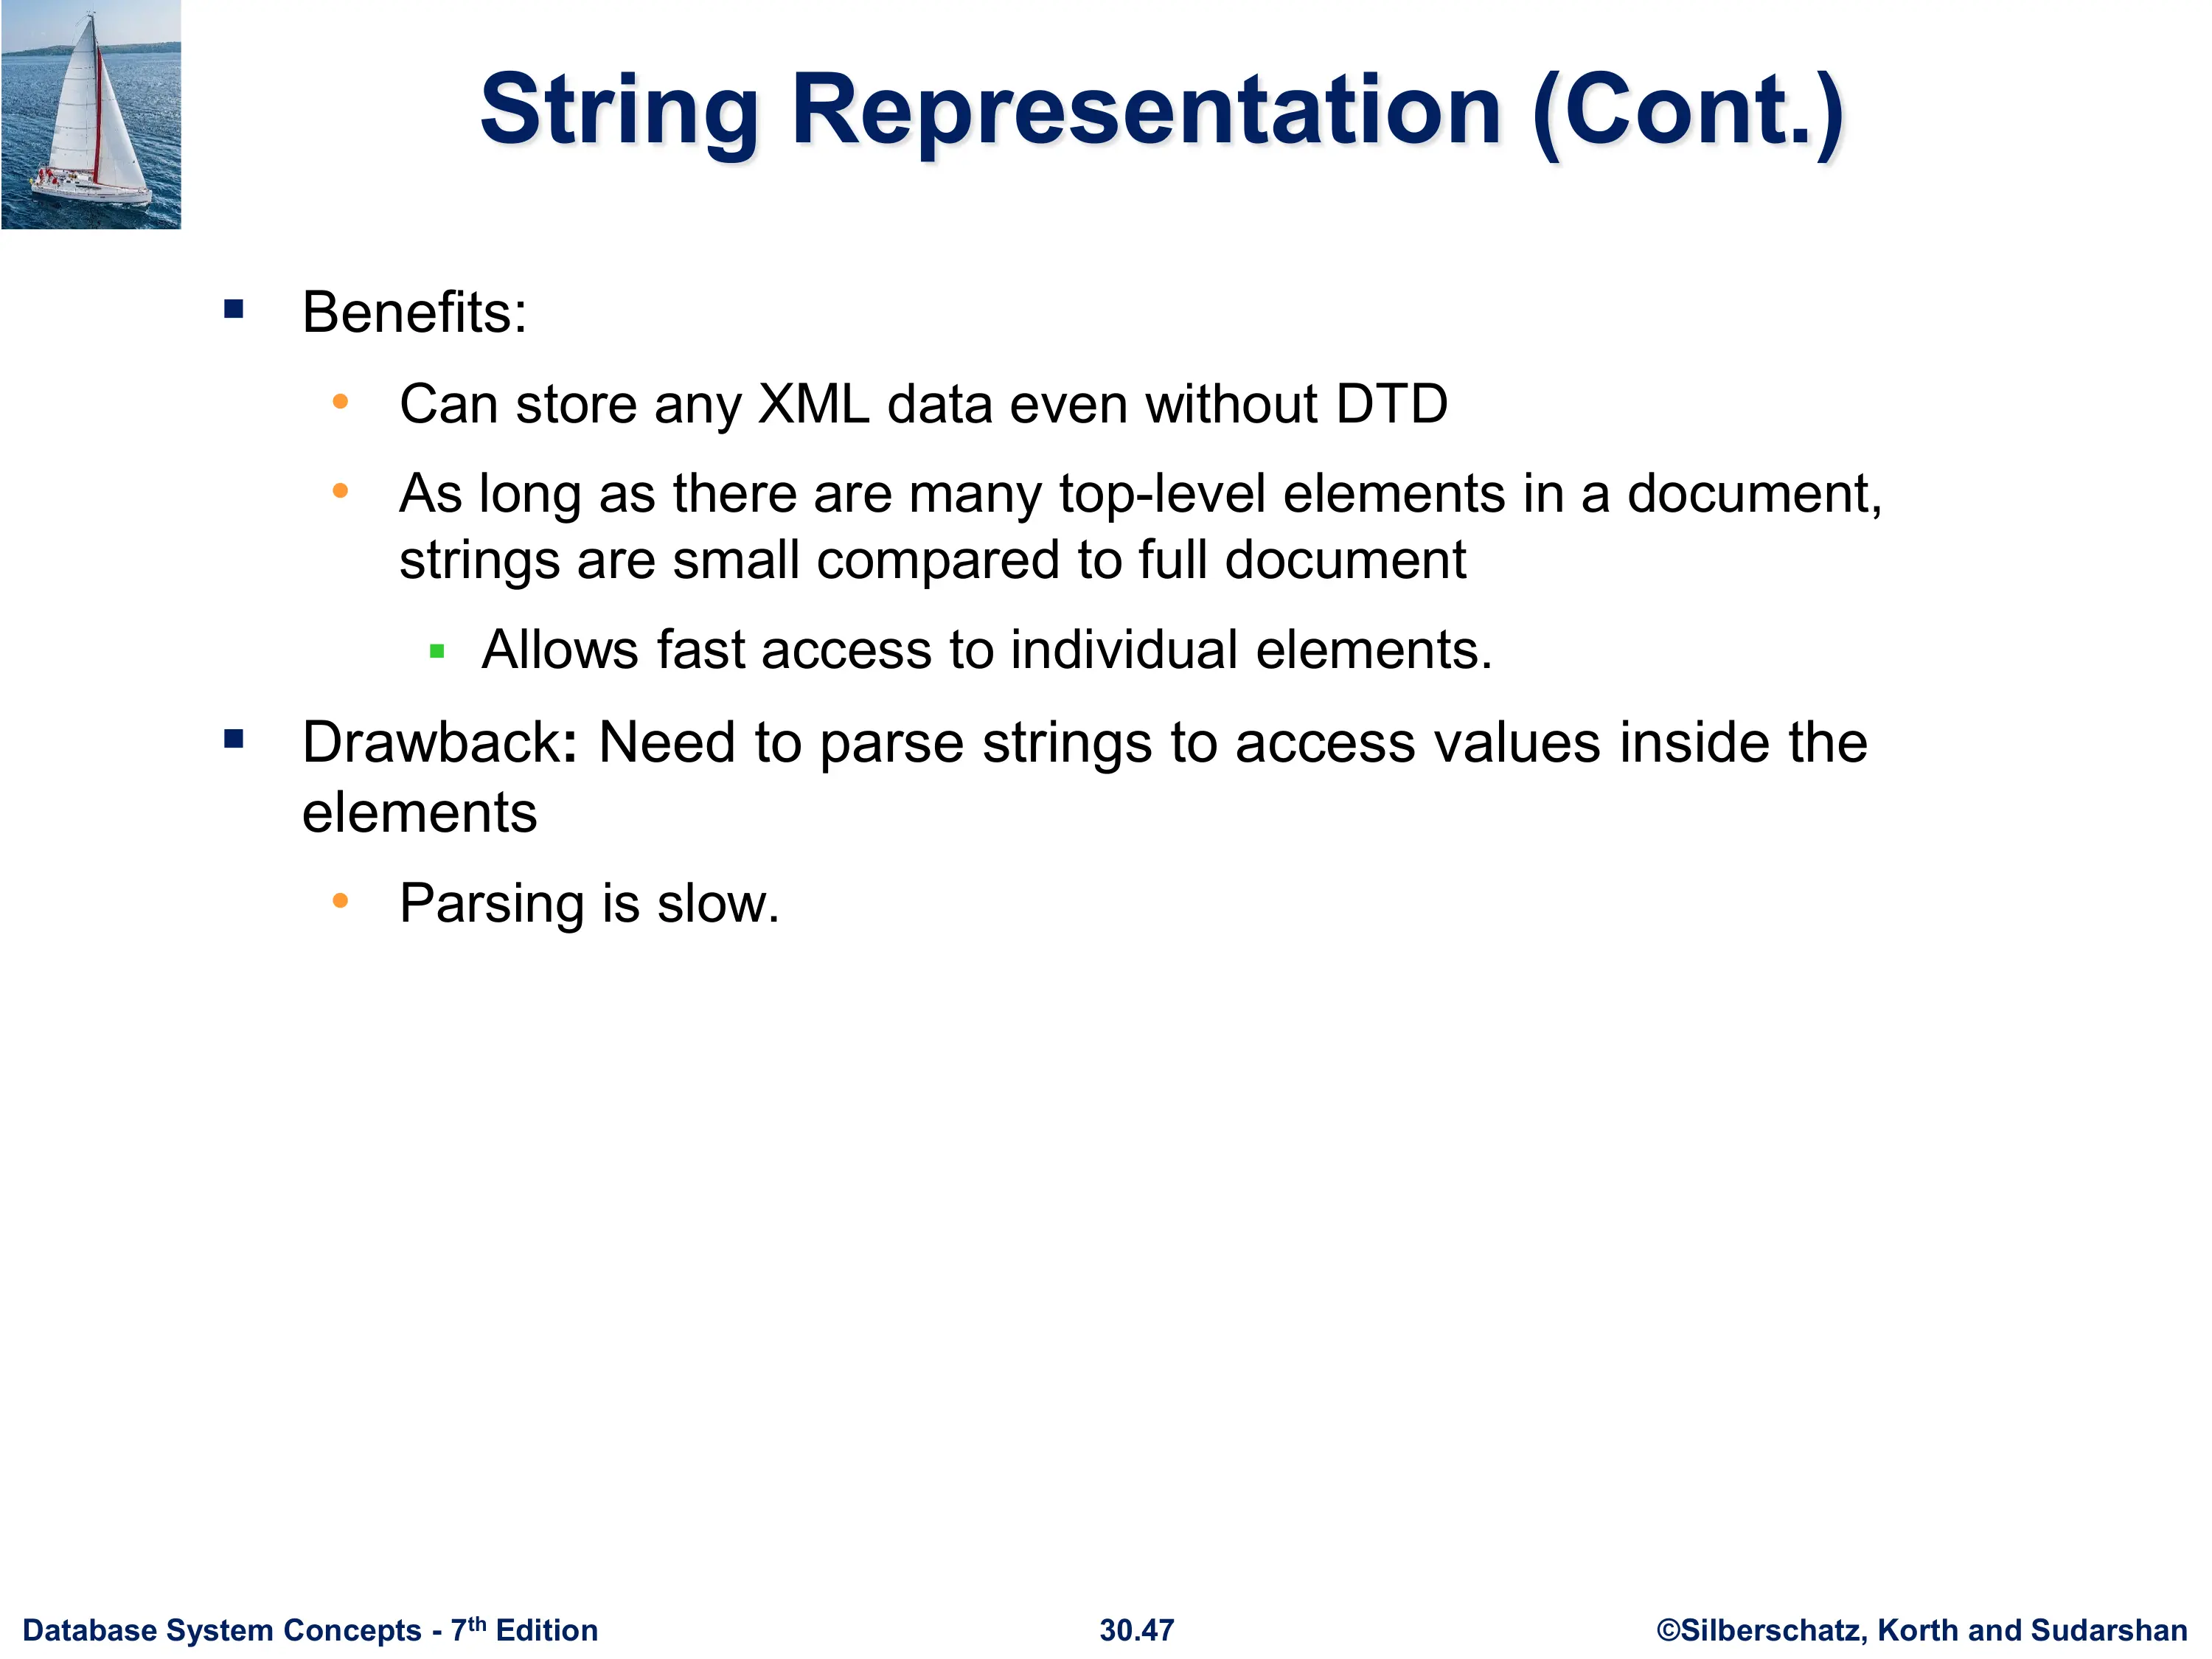 String Representation (Cont.)
▪ Benefits:
• Can store any XML data even without DTD
• As long as there are many top-level elements in a document,
strings are small compared to full document
▪ Allows fast access to individual elements.
▪ Drawback: Need to parse strings to access values inside the
elements
• Parsing is slow.
Database System Concepts - 7th Edition
30.47
©Silberschatz, Korth and Sudarshan